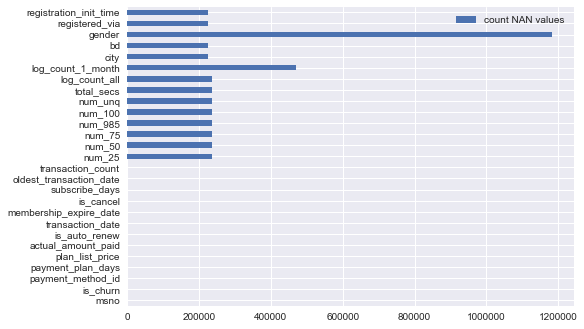 registration_init_time
registered_via
gender
bd
city
log_count_1_month
log_count_all
total_secs
num_unq
num_100
num_985
num_75
num_50
num_25
transaction_count
oldest_transaction_date
subscribe_days
is_cancel
membership_expire_date
transaction_date
is_auto_renew
actual_amount_paid
plan_list_price
payment_plan_days
payment_method_id
is_churn
msno
count NAN values
0 200000 400000 600000 800000 1000000 1200000